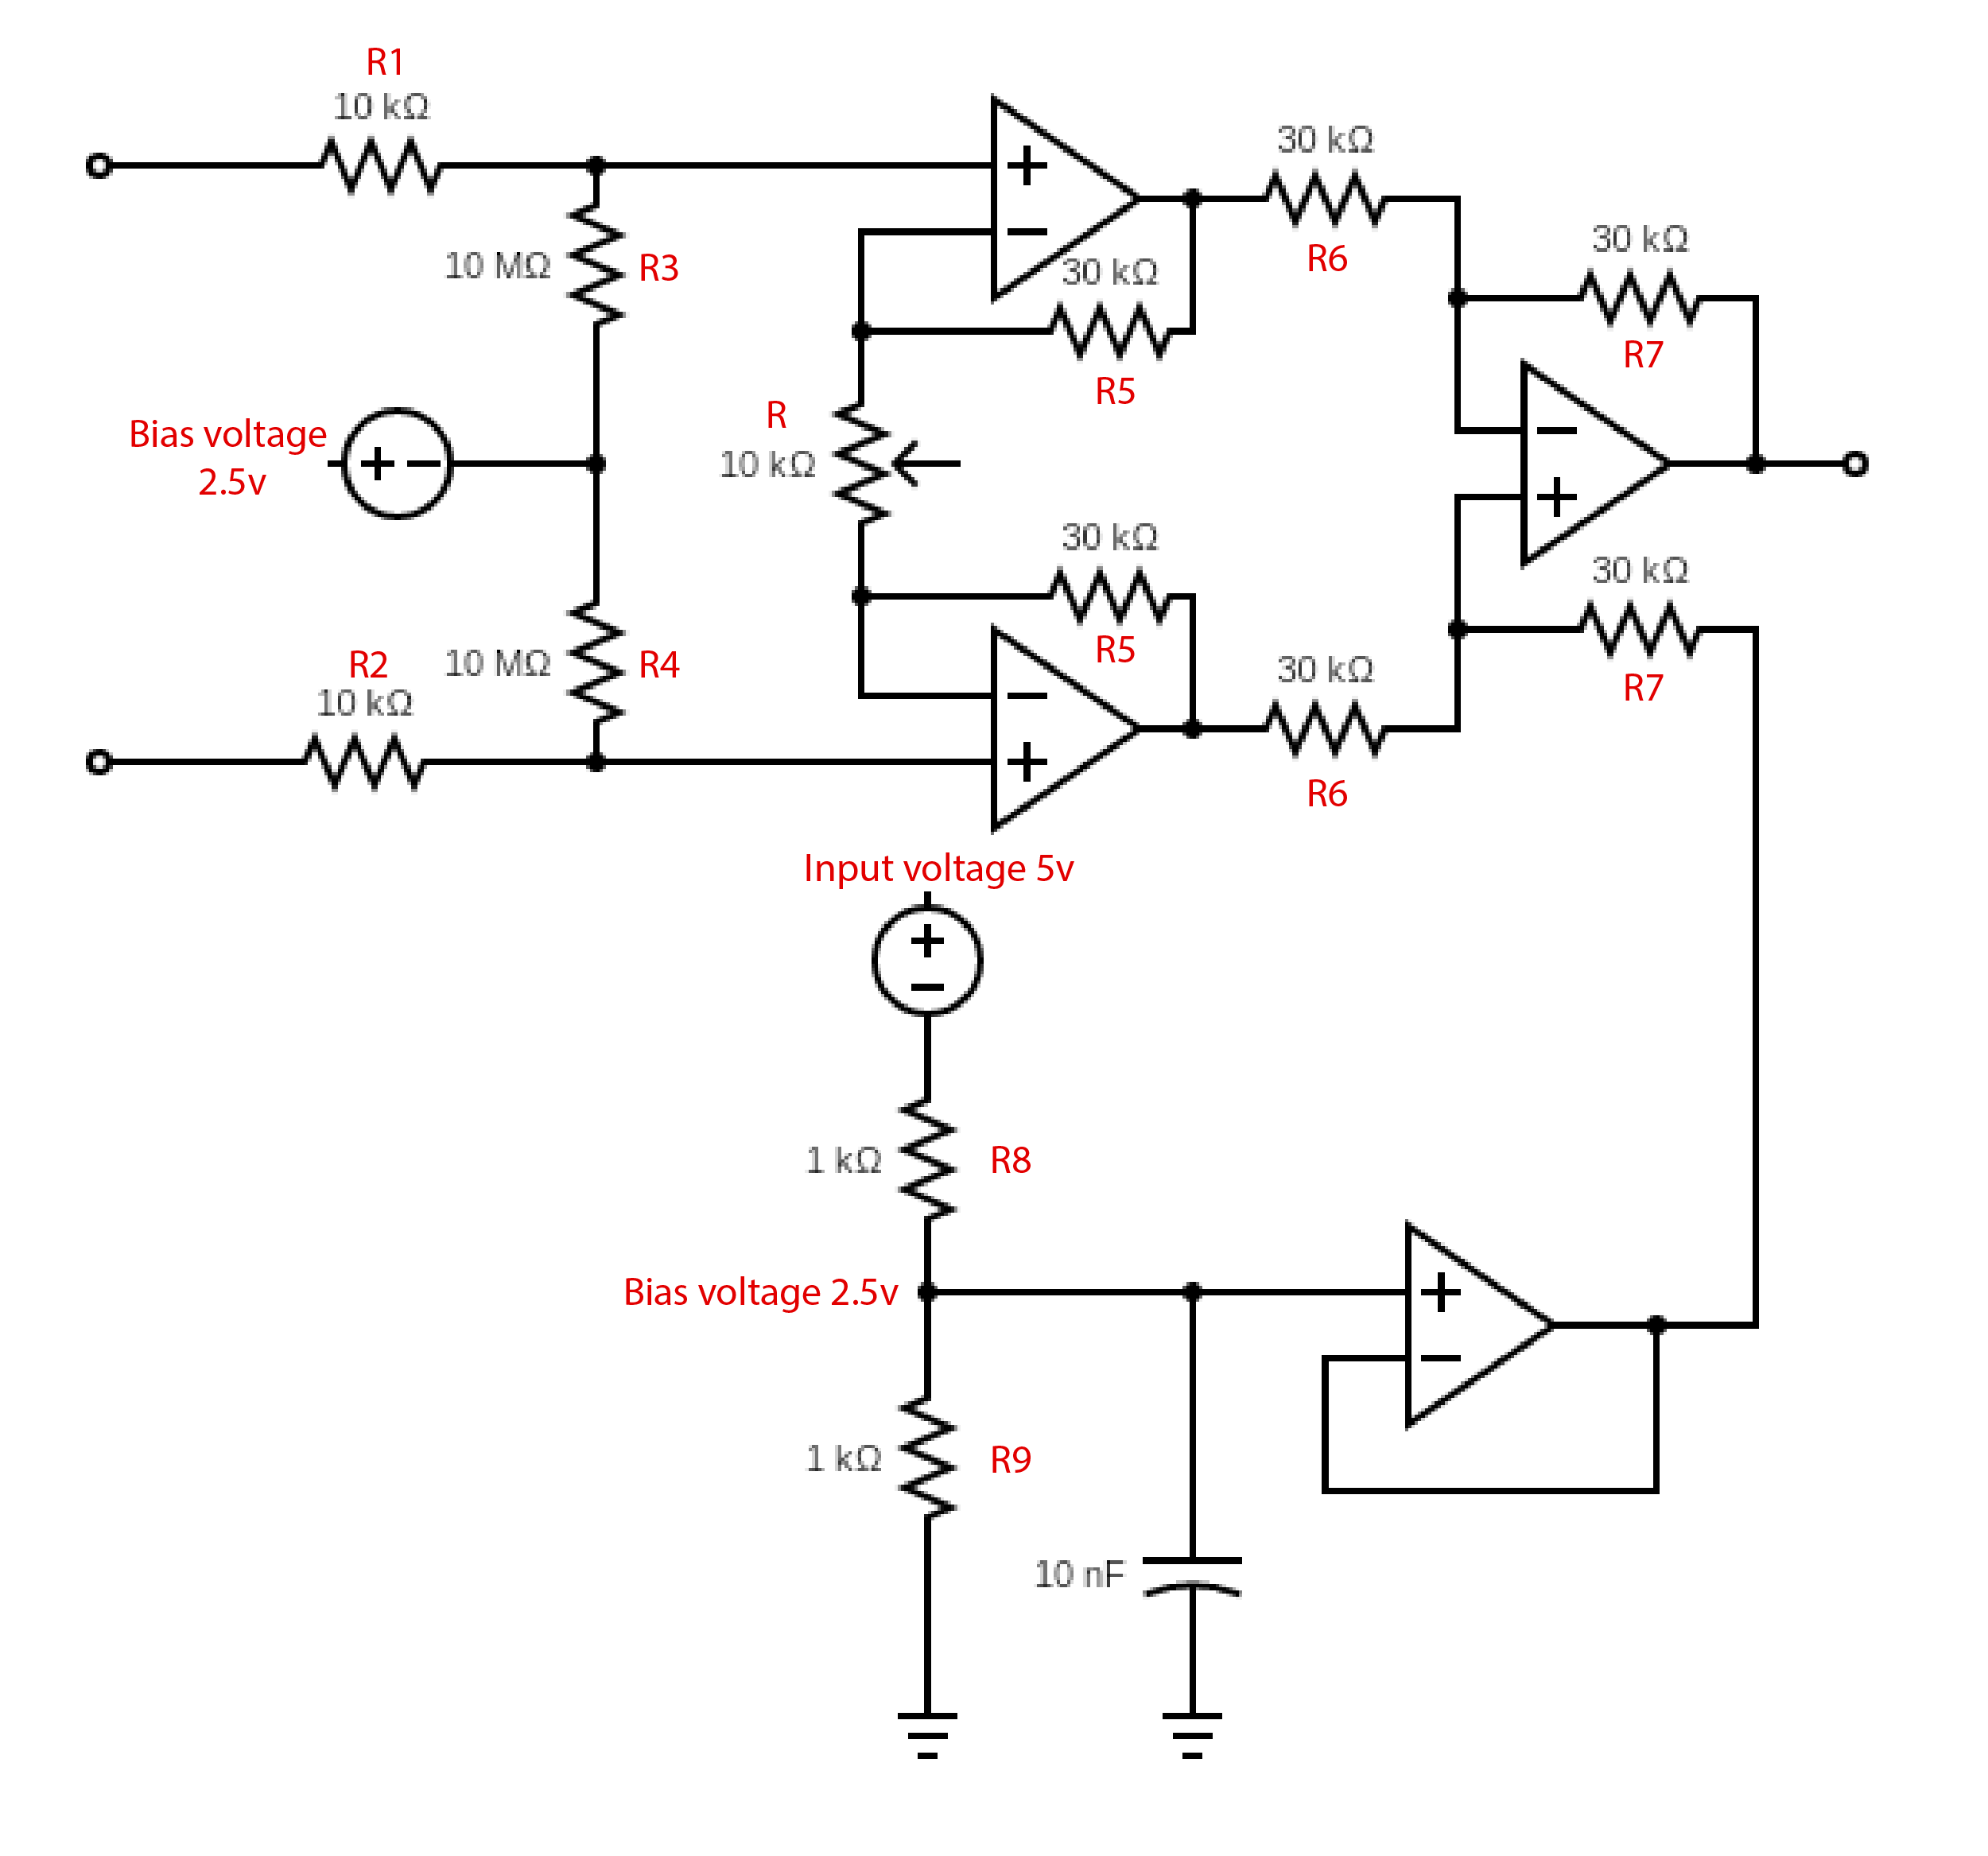 R1
10 kΩ
+
30 kΩ
R6
10 MΩ
R3
−
30 kΩ
R5
30 kΩ
R7
Bias voltage
2.5v
+ −
R
10 kΩ
−
+
30 kΩ
R5
30 kΩ
R7
R2
10 kΩ
10 MΩ
R4
−
+
30 kΩ
R6
Input voltage 5v
+
−
1 kΩ
R8
Bias voltage 2.5v
+
−
1 kΩ
R9
10 nF